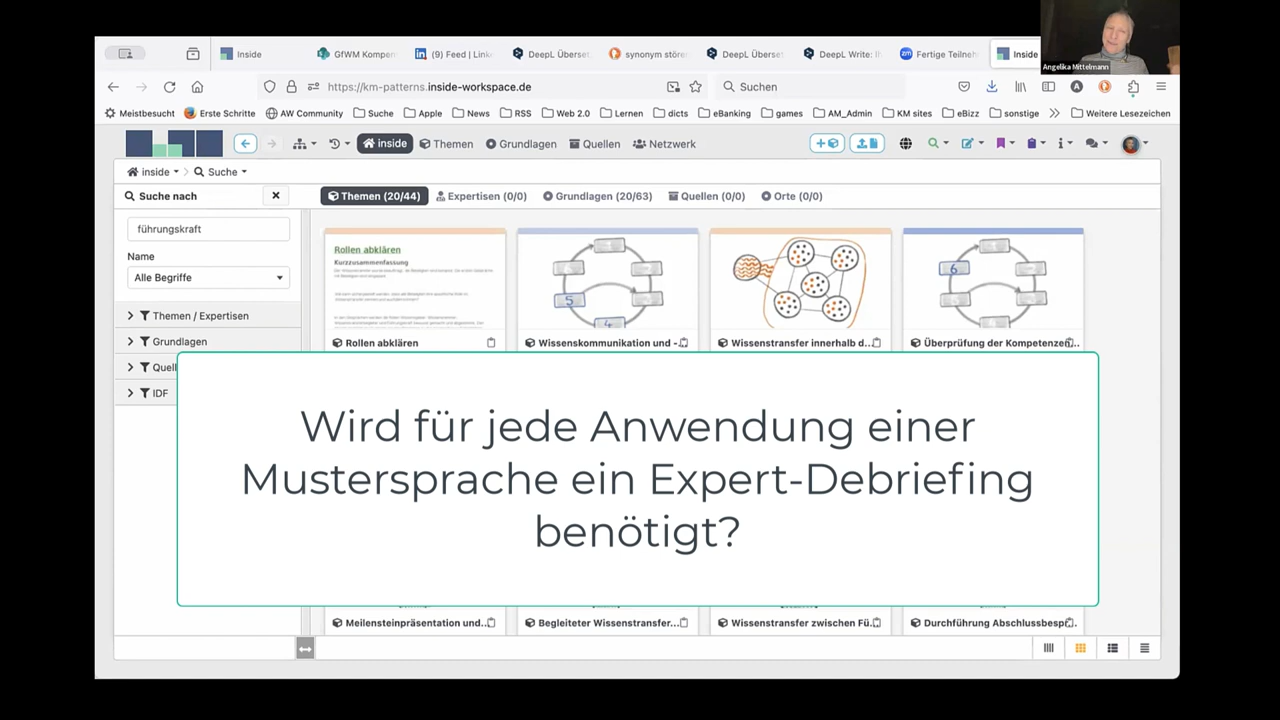 Angelika Mittelmann
Inside
GfWM Kompen
(9) Feed | Link
DeepL Überset
synonym störe
DeepL Überset
DeepL Write: I
Fertige Teilneh
Inside
https://km-patterns.inside-workspace.de
Suchen
Meistbesucht
Erste Schritte
AW Community
Suche
Apple
News
RSS
Web 2.0
Lernen
dicts
eBanking
games
AM_Admin
KM sites
eBizz
sonstige
Weitere Lesezeichen
inside
Themen
Grundlagen
Quellen
Netzwerk
inside
Suche
Suche nach
Themen (20/44)
Expertisen (0/0)
Grundlagen (20/63)
Quellen (0/0)
Orte (0/0)
führungskraft
Name
Alle Begriffe
Themen / Expertisen
Grundlagen
Quell
IDF
Rollen abklären
Kurzzusammenfassung
5
6
Rollen abklären
Wissenskommunikation und -..
Wissenstransfer innerhalb d...
Überprüfung der Kompetenzen...
Wird für jede Anwendung einer
Mustersprache ein Expert-Debriefing
benötigt?
Meilensteinpräsentation und...
Begleiteter Wissenstransfer...
Wissenstransfer zwischen Fü...
Durchführung Abschlussbesp...